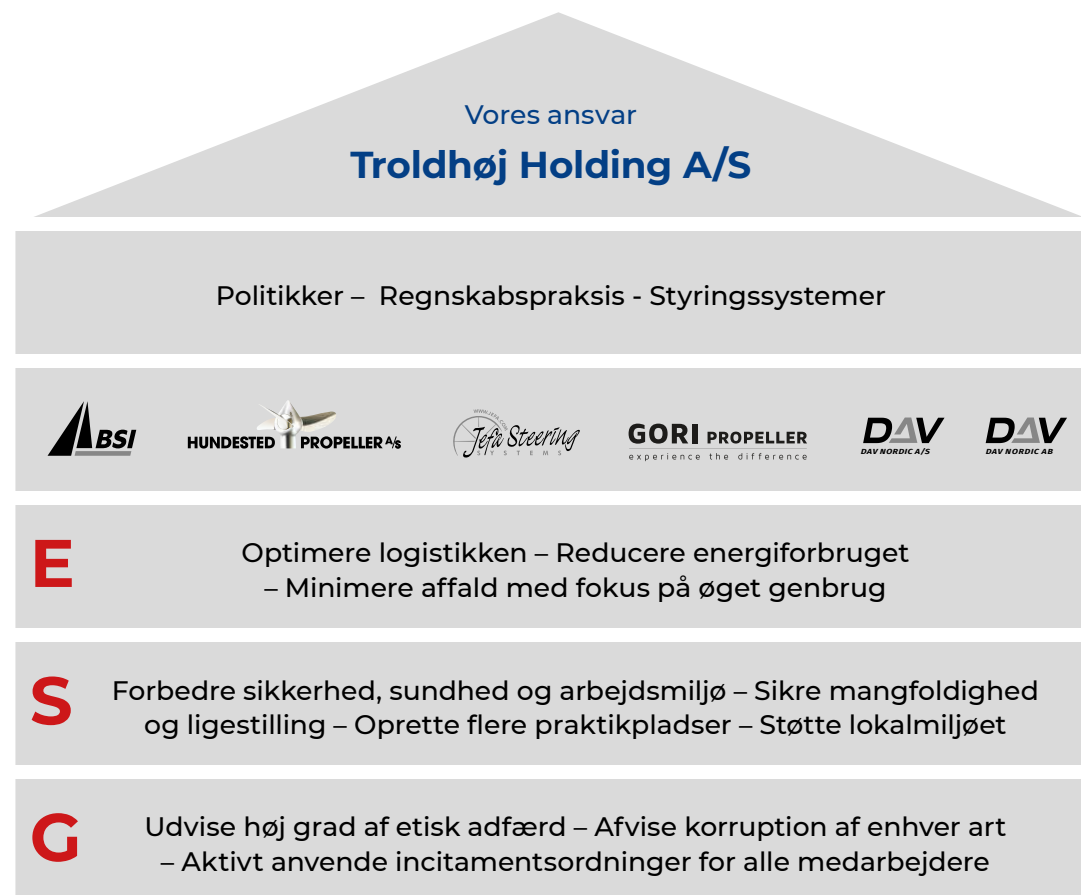 Vores ansvar
Troldhøj Holding A/S
Politikker – Regnskabspraksis - Styringssystemer
BSI
HUNDESTED PROPELLER A/S
WWW.JEFA.COM
Jefa Steering
SYSTEMS
GORI PROPELLER
experience the difference
DAV
DAV NORDIC A/S
DAV
DAV NORDIC AB
E
Optimere logistikken – Reducere energiforbruget
– Minimere affald med fokus på øget genbrug
S
Forbedre sikkerhed, sundhed og arbejdsmiljø – Sikre mangfoldighed
og ligestilling – Oprette flere praktikpladser – Støtte lokalmiljøet
G
Udvise høj grad af etisk adfærd – Afvise korruption af enhver art
– Aktivt anvende incitamentsordninger for alle medarbejdere